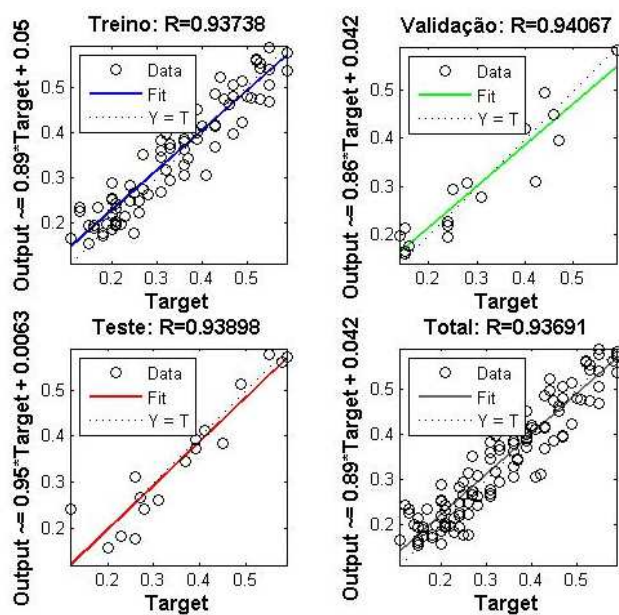 Treino: R=0.93738
Output ~= 0.89*Target + 0.05
Data
Fit
Y = T
0.5
0.4
0.3
0.2
0.2 0.3 0.4 0.5
Target
Validação: R=0.94067
Output ~= 0.86*Target + 0.042
Data
Fit
Y = T
0.5
0.4
0.3
0.2
0.2 0.3 0.4 0.5
Target
Teste: R=0.93898
Output ~= 0.95*Target + 0.0063
Data
Fit
Y = T
0.5
0.4
0.3
0.2
0.2 0.3 0.4 0.5
Target
Total: R=0.93691
Output ~= 0.89*Target + 0.042
Data
Fit
Y = T
0.5
0.4
0.3
0.2
0.2 0.3 0.4 0.5
Target